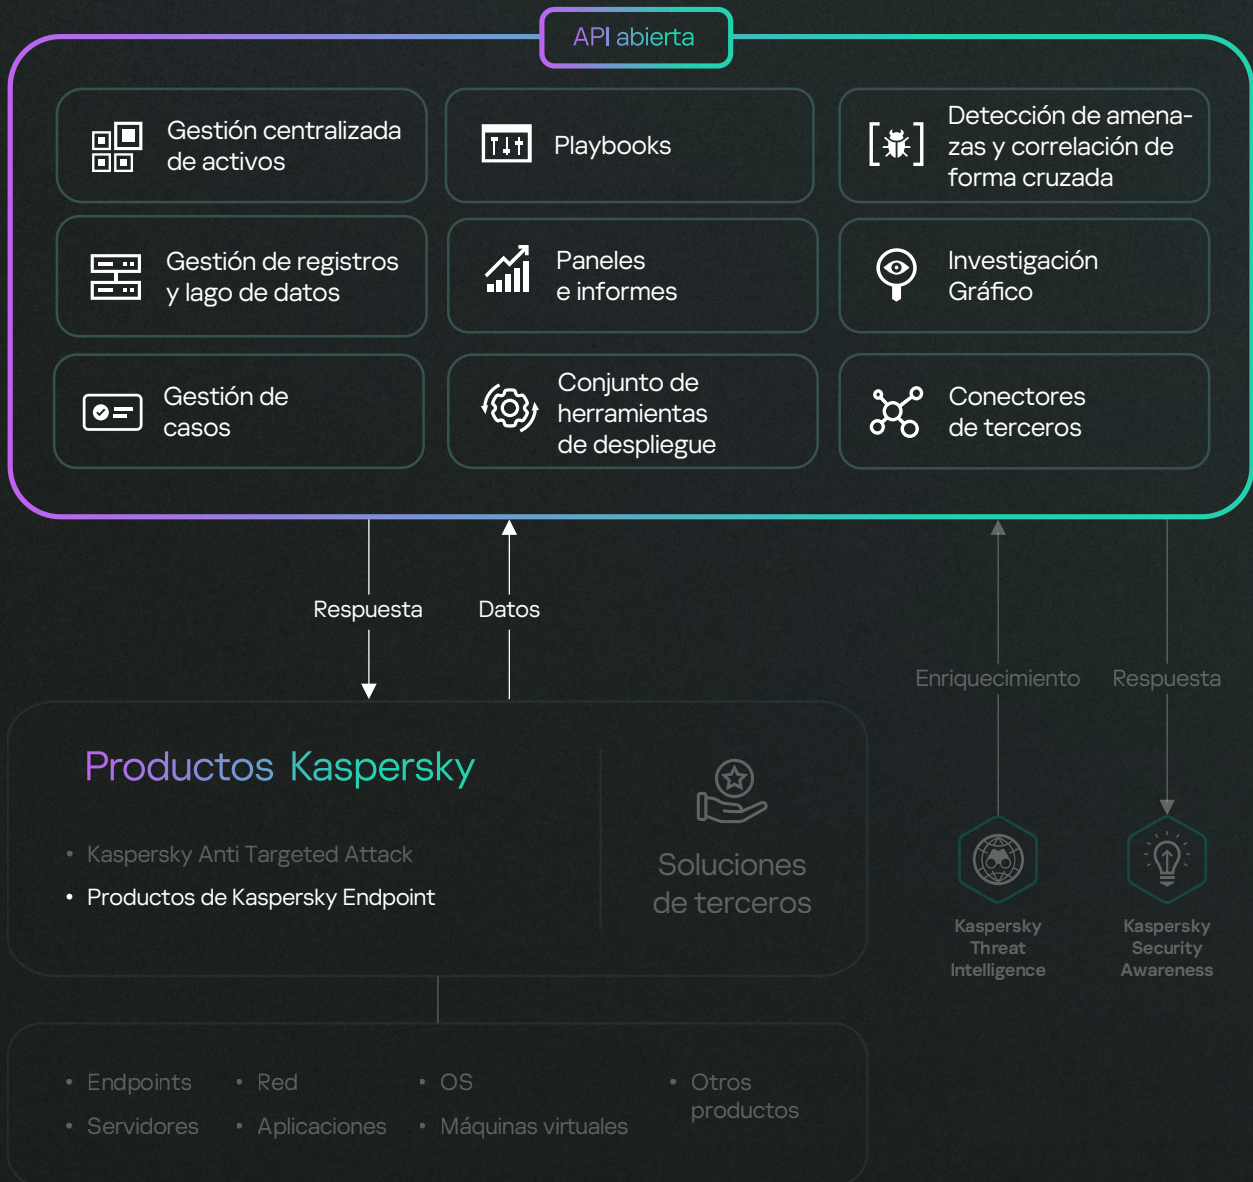 API abierta
Gestión centralizada
de activos
Playbooks
Detección de amena-
zas y correlación de
forma cruzada
Gestión de registros
y lago de datos
Paneles
e informes
Investigación
Gráfico
Gestión de
casos
Conjunto de
herramientas
de despliegue
Conectores
de terceros
Respuesta
Datos
Enriquecimiento
Respuesta
Productos Kaspersky
• Kaspersky Anti Targeted Attack
• Productos de Kaspersky Endpoint
Soluciones
de terceros
Kaspersky
Threat
Intelligence
Kaspersky
Security
Awareness
• Endpoints
• Servidores
• Red
• Aplicaciones
• OS
• Máquinas virtuales
• Otros
productos